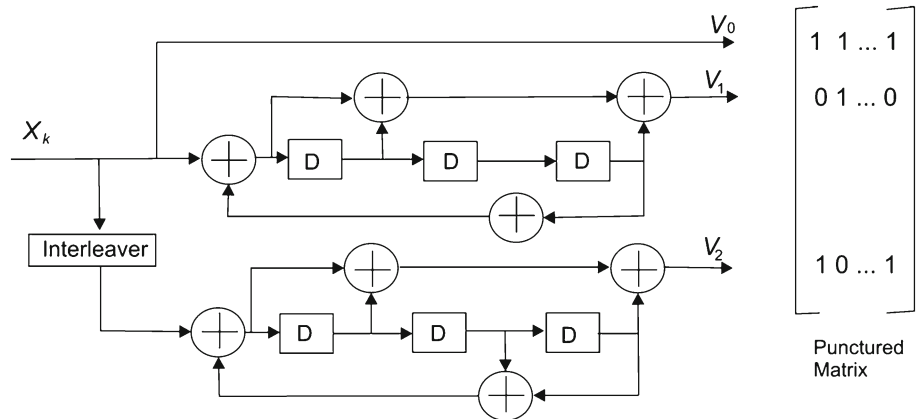 V0
1 1 ... 1
V1
0 1 ... 0
Xk
D
D
D
Interleaver
V2
1 0 ... 1
D
D
D
Punctured
Matrix